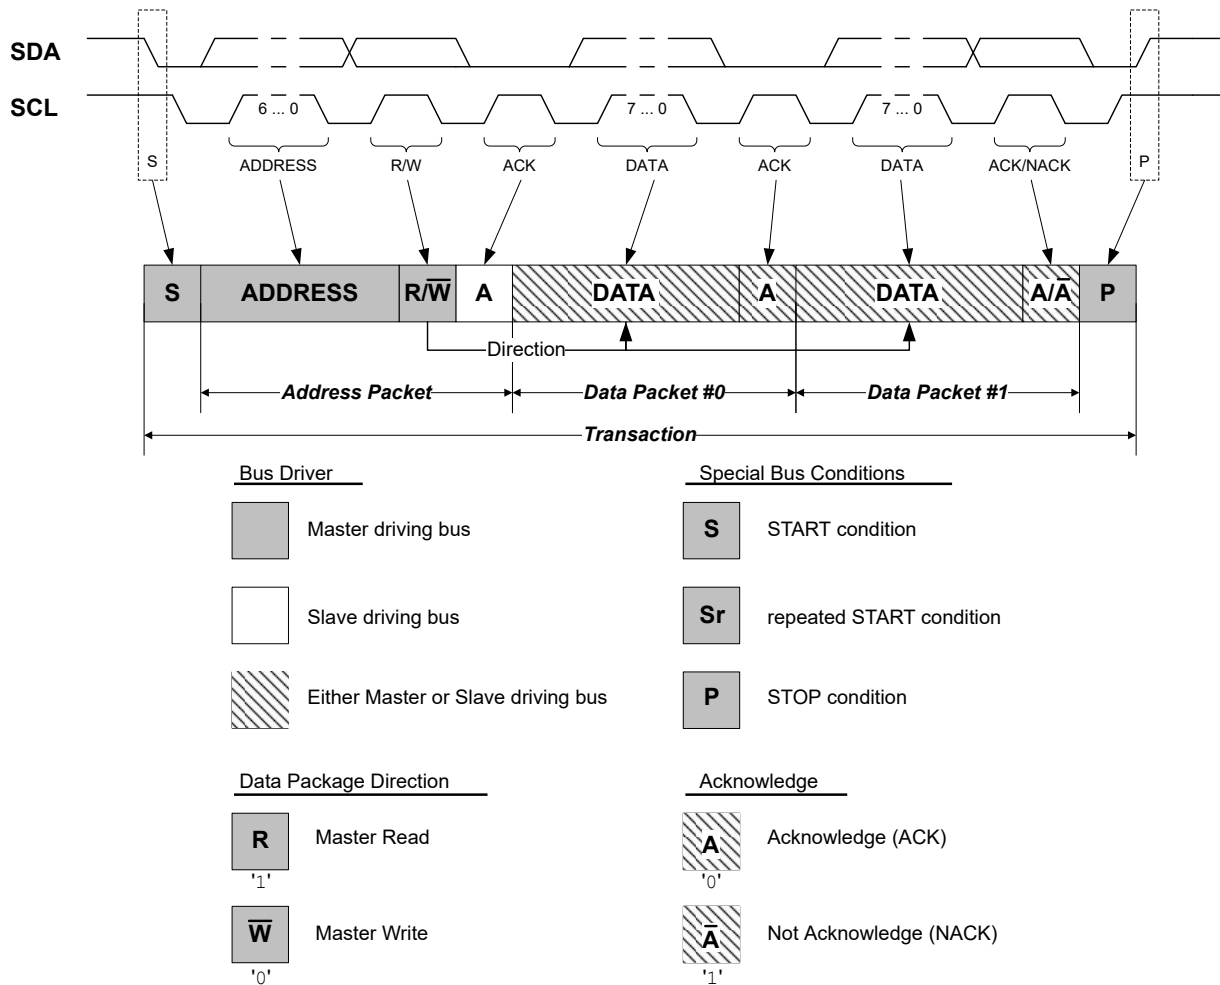 SDA
SCL
6 ... 0
7 ... 0
7 ... 0
S
ADDRESS
R/W
ACK
DATA
ACK
DATA
ACK/NACK
P
S
ADDRESS
R/W̅
A
DATA
A
DATA
A/A̅
P
Direction
Address Packet
Data Packet #0
Data Packet #1
Transaction
Bus Driver
Special Bus Conditions
Master driving bus
S
START condition
Slave driving bus
Sr
repeated START condition
Either Master or Slave driving bus
P
STOP condition
Data Package Direction
Acknowledge
R
Master Read
'1'
A
Acknowledge (ACK)
'0'
W̅
Master Write
'0'
A̅
Not Acknowledge (NACK)
'1'